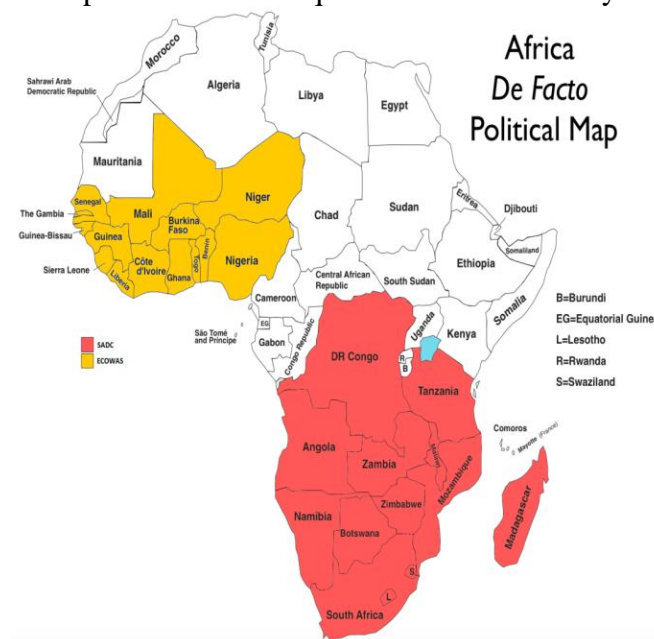 Africa
De Facto
Political Map
Morocco
Tunisia
Sahrawi Arab
Democratic Republic
Algeria
Libya
Egypt
Mauritania
Senegal
The Gambia
Guinea-Bissau
Guinea
Sierra Leone
Liberia
Mali
Burkina
Faso
Côte
d'Ivoire
Ghana
Togo
Benin
Niger
Nigeria
Chad
Sudan
Eritrea
Djibouti
Somaliland
Ethiopia
Somalia
Central African
Republic
South Sudan
Cameroon
EG
São Tomé
and Principe
Gabon
Congo Republic
DR Congo
Uganda
Kenya
R
B
Tanzania
B=Burundi
EG=Equatorial Guine
L=Lesotho
R=Rwanda
S=Swaziland
SADC
ECOWAS
Angola
Zambia
Malawi
Mozambique
Comoros
Mayotte (France)
Madagascar
Namibia
Zimbabwe
Botswana
S
L
South Africa